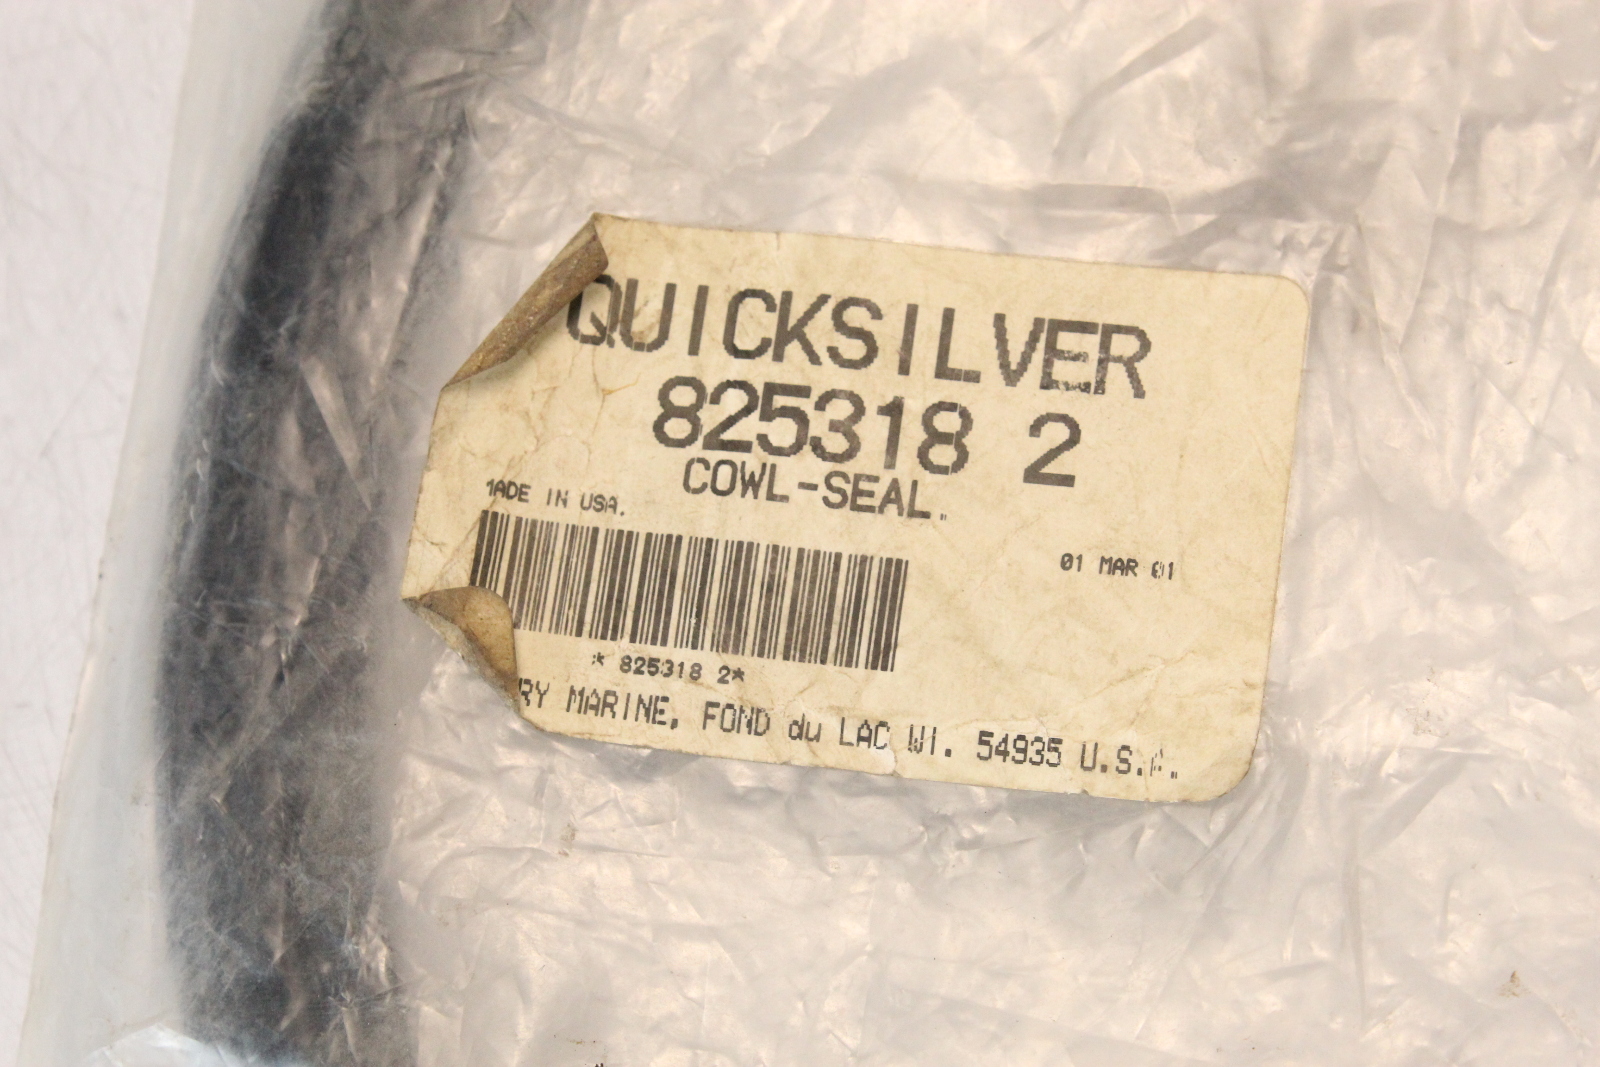 QUICKSILVER
825318 2
COWL-SEAL.
MADE IN USA.
01 MAR 01
* 825318 2*
RY MARINE, FOND du LAC WI. 54935 U.S.A.